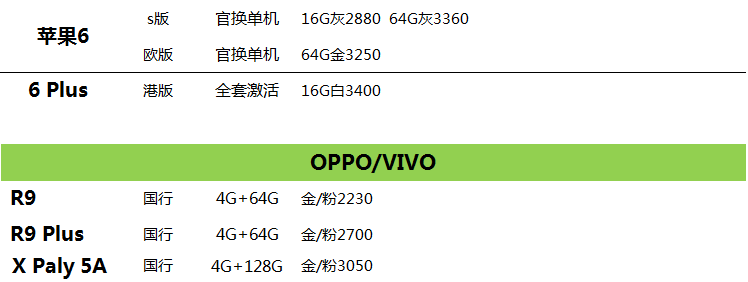 苹果6 s版 官换单机 16G灰2880 64G灰3360
欧版 官换单机 64G金3250
6 Plus 港版 全套激活 16G白3400
OPPO/VIVO
R9 国行 4G+64G 金/粉2230
R9 Plus 国行 4G+64G 金/粉2700
X Paly 5A 国行 4G+128G 金/粉3050